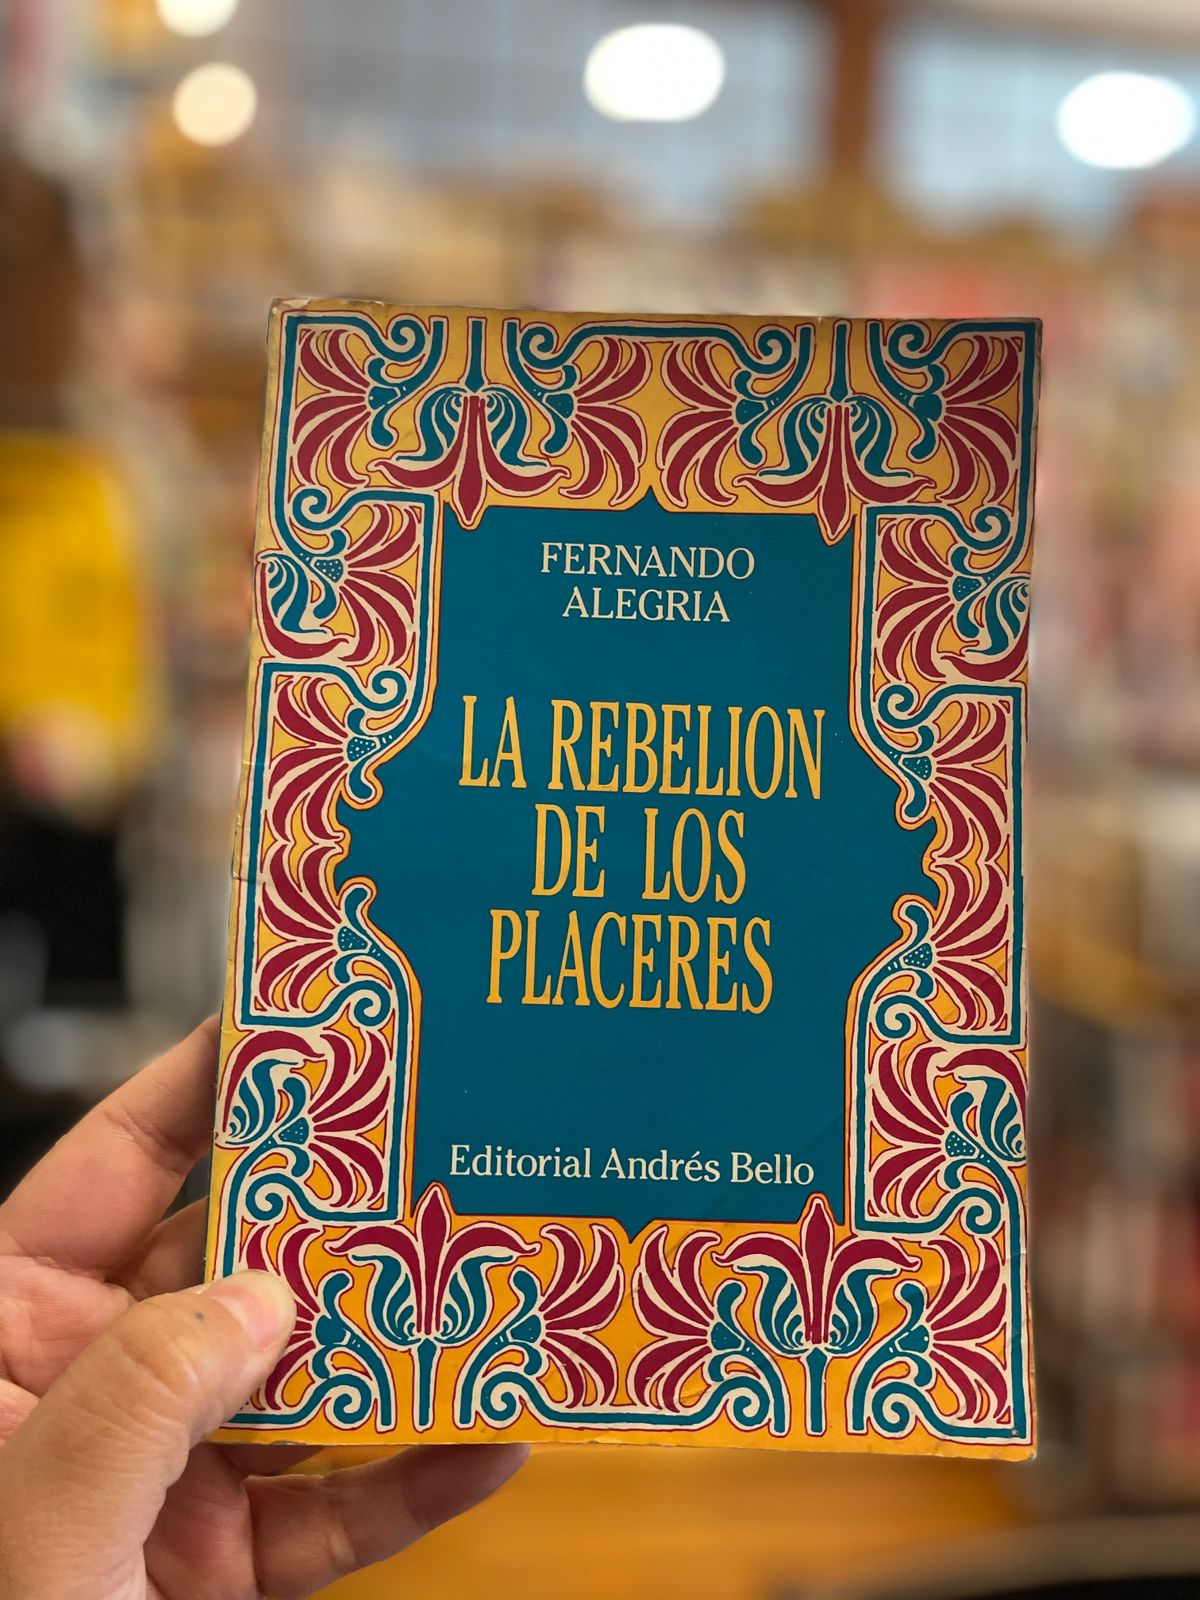 FERNANDO
ALEGRIA
LA REBELION
DE LOS
PLACERES
Editorial Andrés Bello